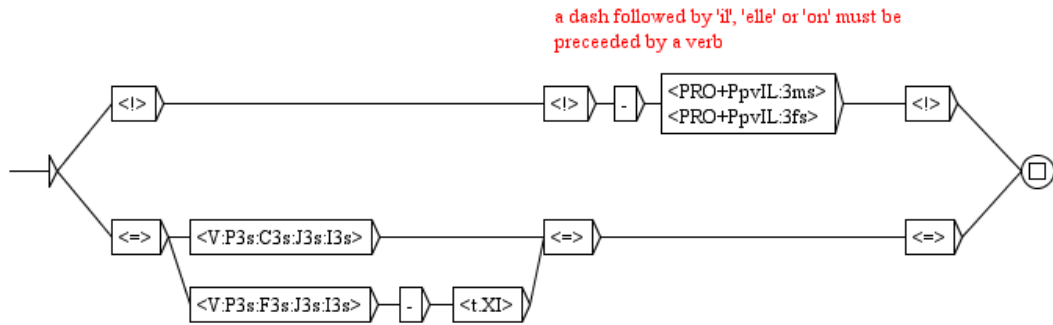 a dash followed by 'il', 'elle' or 'on' must be
preceeded by a verb
<!> <!> - <PRO+PpvIL:3ms> <!>
<PRO+PpvIL:3fs>
<=> <V:P3s:C3s:J3s:I3s> <=> <=>
<V:P3s:F3s:J3s:I3s> - <t.XI>